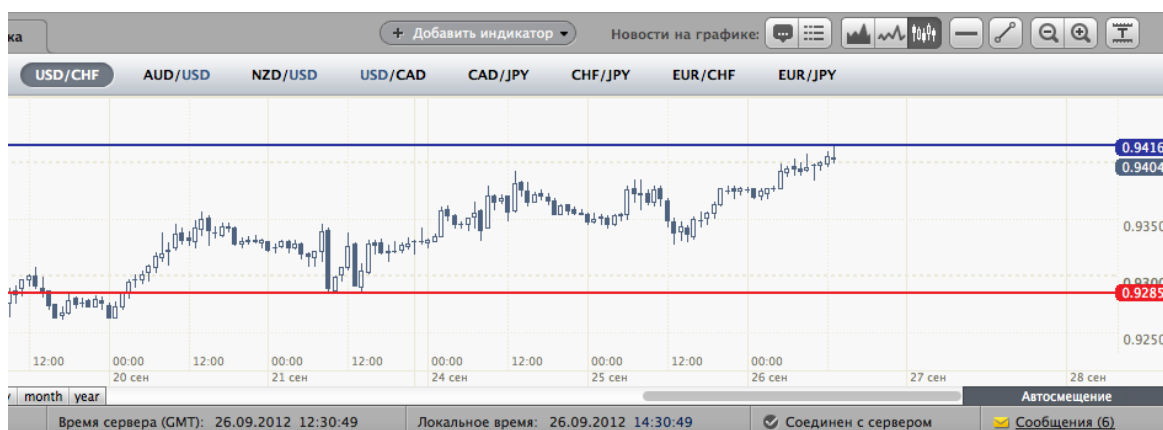 ка + Добавить индикатор Новости на графике:
USD/CHF AUD/USD NZD/USD USD/CAD CAD/JPY CHF/JPY EUR/CHF EUR/JPY
0.9416
0.9404
0.9350
0.9285
0.9250
12:00 00:00 12:00 00:00 12:00 00:00 12:00 00:00 12:00 00:00
20 сен 21 сен 24 сен 25 сен 26 сен 27 сен 28 сен
month year Автосмещение
Время сервера (GMT): 26.09.2012 12:30:49 Локальное время: 26.09.2012 14:30:49 Соединен с сервером Сообщения (6)